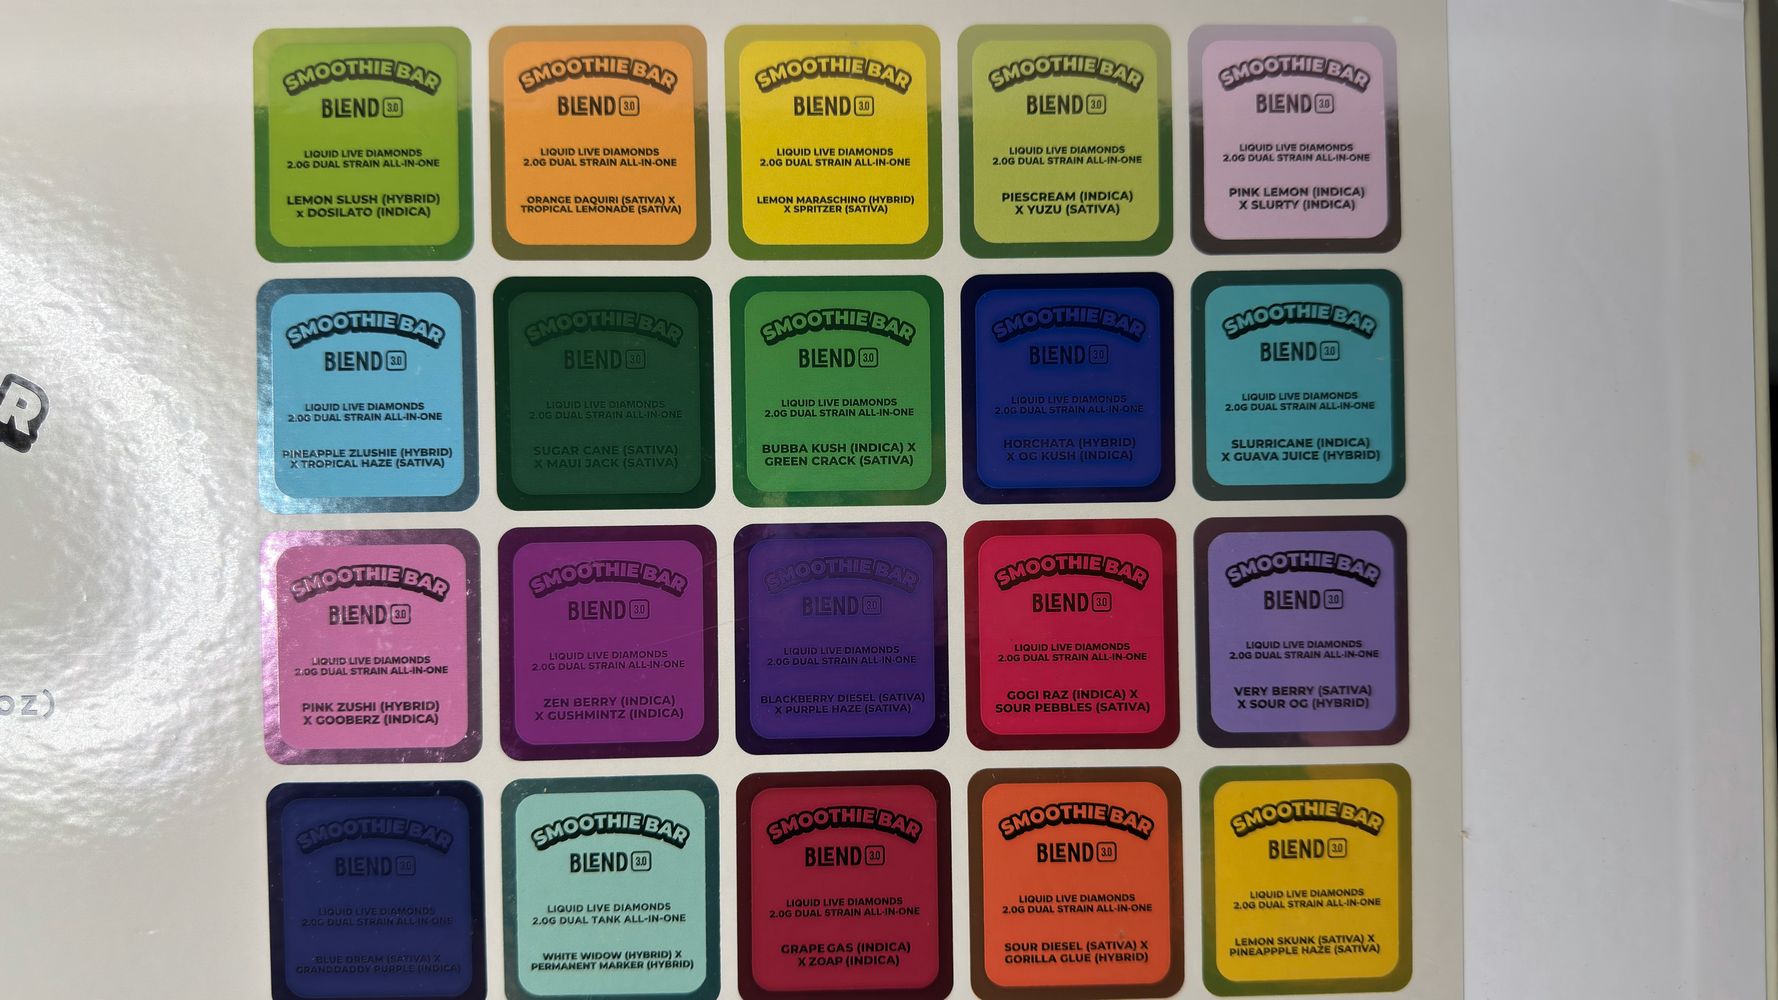 SMOOTHIE BAR
BLEND 3.0
LIQUID LIVE DIAMONDS
2.0G DUAL STRAIN ALL-IN-ONE
LEMON SLUSH (HYBRID)
x DOSILATO (INDICA)
SMOOTHIE BAR
BLEND 3.0
LIQUID LIVE DIAMONDS
2.0G DUAL STRAIN ALL-IN-ONE
ORANGE DAQUIRI (SATIVA) X
TROPICAL LEMONADE (SATIVA)
SMOOTHIE BAR
BLEND 3.0
LIQUID LIVE DIAMONDS
2.0G DUAL STRAIN ALL-IN-ONE
LEMON MARASCHINO (HYBRID)
X SPRITZER (SATIVA)
SMOOTHIE BAR
BLEND 3.0
LIQUID LIVE DIAMONDS
2.0G DUAL STRAIN ALL-IN-ONE
PIESCREAM (INDICA)
X YUZU (SATIVA)
SMOOTHIE BAR
BLEND 3.0
LIQUID LIVE DIAMONDS
2.0G DUAL STRAIN ALL-IN-ONE
PINK LEMON (INDICA)
X SLURTY (INDICA)
SMOOTHIE BAR
BLEND 3.0
LIQUID LIVE DIAMONDS
2.0G DUAL STRAIN ALL-IN-ONE
PINEAPPLE ZLUSHIE (HYBRID)
X TROPICAL HAZE (SATIVA)
SMOOTHIE BAR
BLEND 3.0
LIQUID LIVE DIAMONDS
2.0G DUAL STRAIN ALL-IN-ONE
SUGAR CANE (SATIVA)
X MAUI JACK (SATIVA)
SMOOTHIE BAR
BLEND 3.0
LIQUID LIVE DIAMONDS
2.0G DUAL STRAIN ALL-IN-ONE
BUBBA KUSH (INDICA) X
GREEN CRACK (SATIVA)
SMOOTHIE BAR
BLEND 3.0
LIQUID LIVE DIAMONDS
2.0G DUAL STRAIN ALL-IN-ONE
HORCHATA (HYBRID)
X OG KUSH (INDICA)
SMOOTHIE BAR
BLEND 3.0
LIQUID LIVE DIAMONDS
2.0G DUAL STRAIN ALL-IN-ONE
SLURRICANE (INDICA)
X GUAVA JUICE (HYBRID)
R
SMOOTHIE BAR
BLEND 3.0
LIQUID LIVE DIAMONDS
2.0G DUAL STRAIN ALL-IN-ONE
PINK ZUSHI (HYBRID)
X GOOBERZ (INDICA)
SMOOTHIE BAR
BLEND 3.0
LIQUID LIVE DIAMONDS
2.0G DUAL STRAIN ALL-IN-ONE
ZEN BERRY (INDICA)
X GUSHMINTZ (INDICA)
SMOOTHIE BAR
BLEND 3.0
LIQUID LIVE DIAMONDS
2.0G DUAL STRAIN ALL-IN-ONE
BLACKBERRY DIESEL (SATIVA)
X PURPLE HAZE (SATIVA)
SMOOTHIE BAR
BLEND 3.0
LIQUID LIVE DIAMONDS
2.0G DUAL STRAIN ALL-IN-ONE
GOGI RAZ (INDICA) X
SOUR PEBBLES (SATIVA)
SMOOTHIE BAR
BLEND 3.0
LIQUID LIVE DIAMONDS
2.0G DUAL STRAIN ALL-IN-ONE
VERY BERRY (SATIVA)
X SOUR OG (HYBRID)
oz)
SMOOTHIE BAR
BLEND 3.0
LIQUID LIVE DIAMONDS
2.0G DUAL STRAIN ALL-IN-ONE
BLUE DREAM (SATIVA) X
GRANDDADDY PURPLE (INDICA)
SMOOTHIE BAR
BLEND 3.0
LIQUID LIVE DIAMONDS
2.0G DUAL TANK ALL-IN-ONE
WHITE WIDOW (HYBRID) X
PERMANENT MARKER (HYBRID)
SMOOTHIE BAR
BLEND 3.0
LIQUID LIVE DIAMONDS
2.0G DUAL STRAIN ALL-IN-ONE
GRAPE GAS (INDICA)
X ZOAP (INDICA)
SMOOTHIE BAR
BLEND 3.0
LIQUID LIVE DIAMONDS
2.0G DUAL STRAIN ALL-IN-ONE
SOUR DIESEL (SATIVA) X
GORILLA GLUE (HYBRID)
SMOOTHIE BAR
BLEND 3.0
LIQUID LIVE DIAMONDS
2.0G DUAL STRAIN ALL-IN-ONE
LEMON SKUNK (SATIVA) X
PINEAPPPLE HAZE (SATIVA)